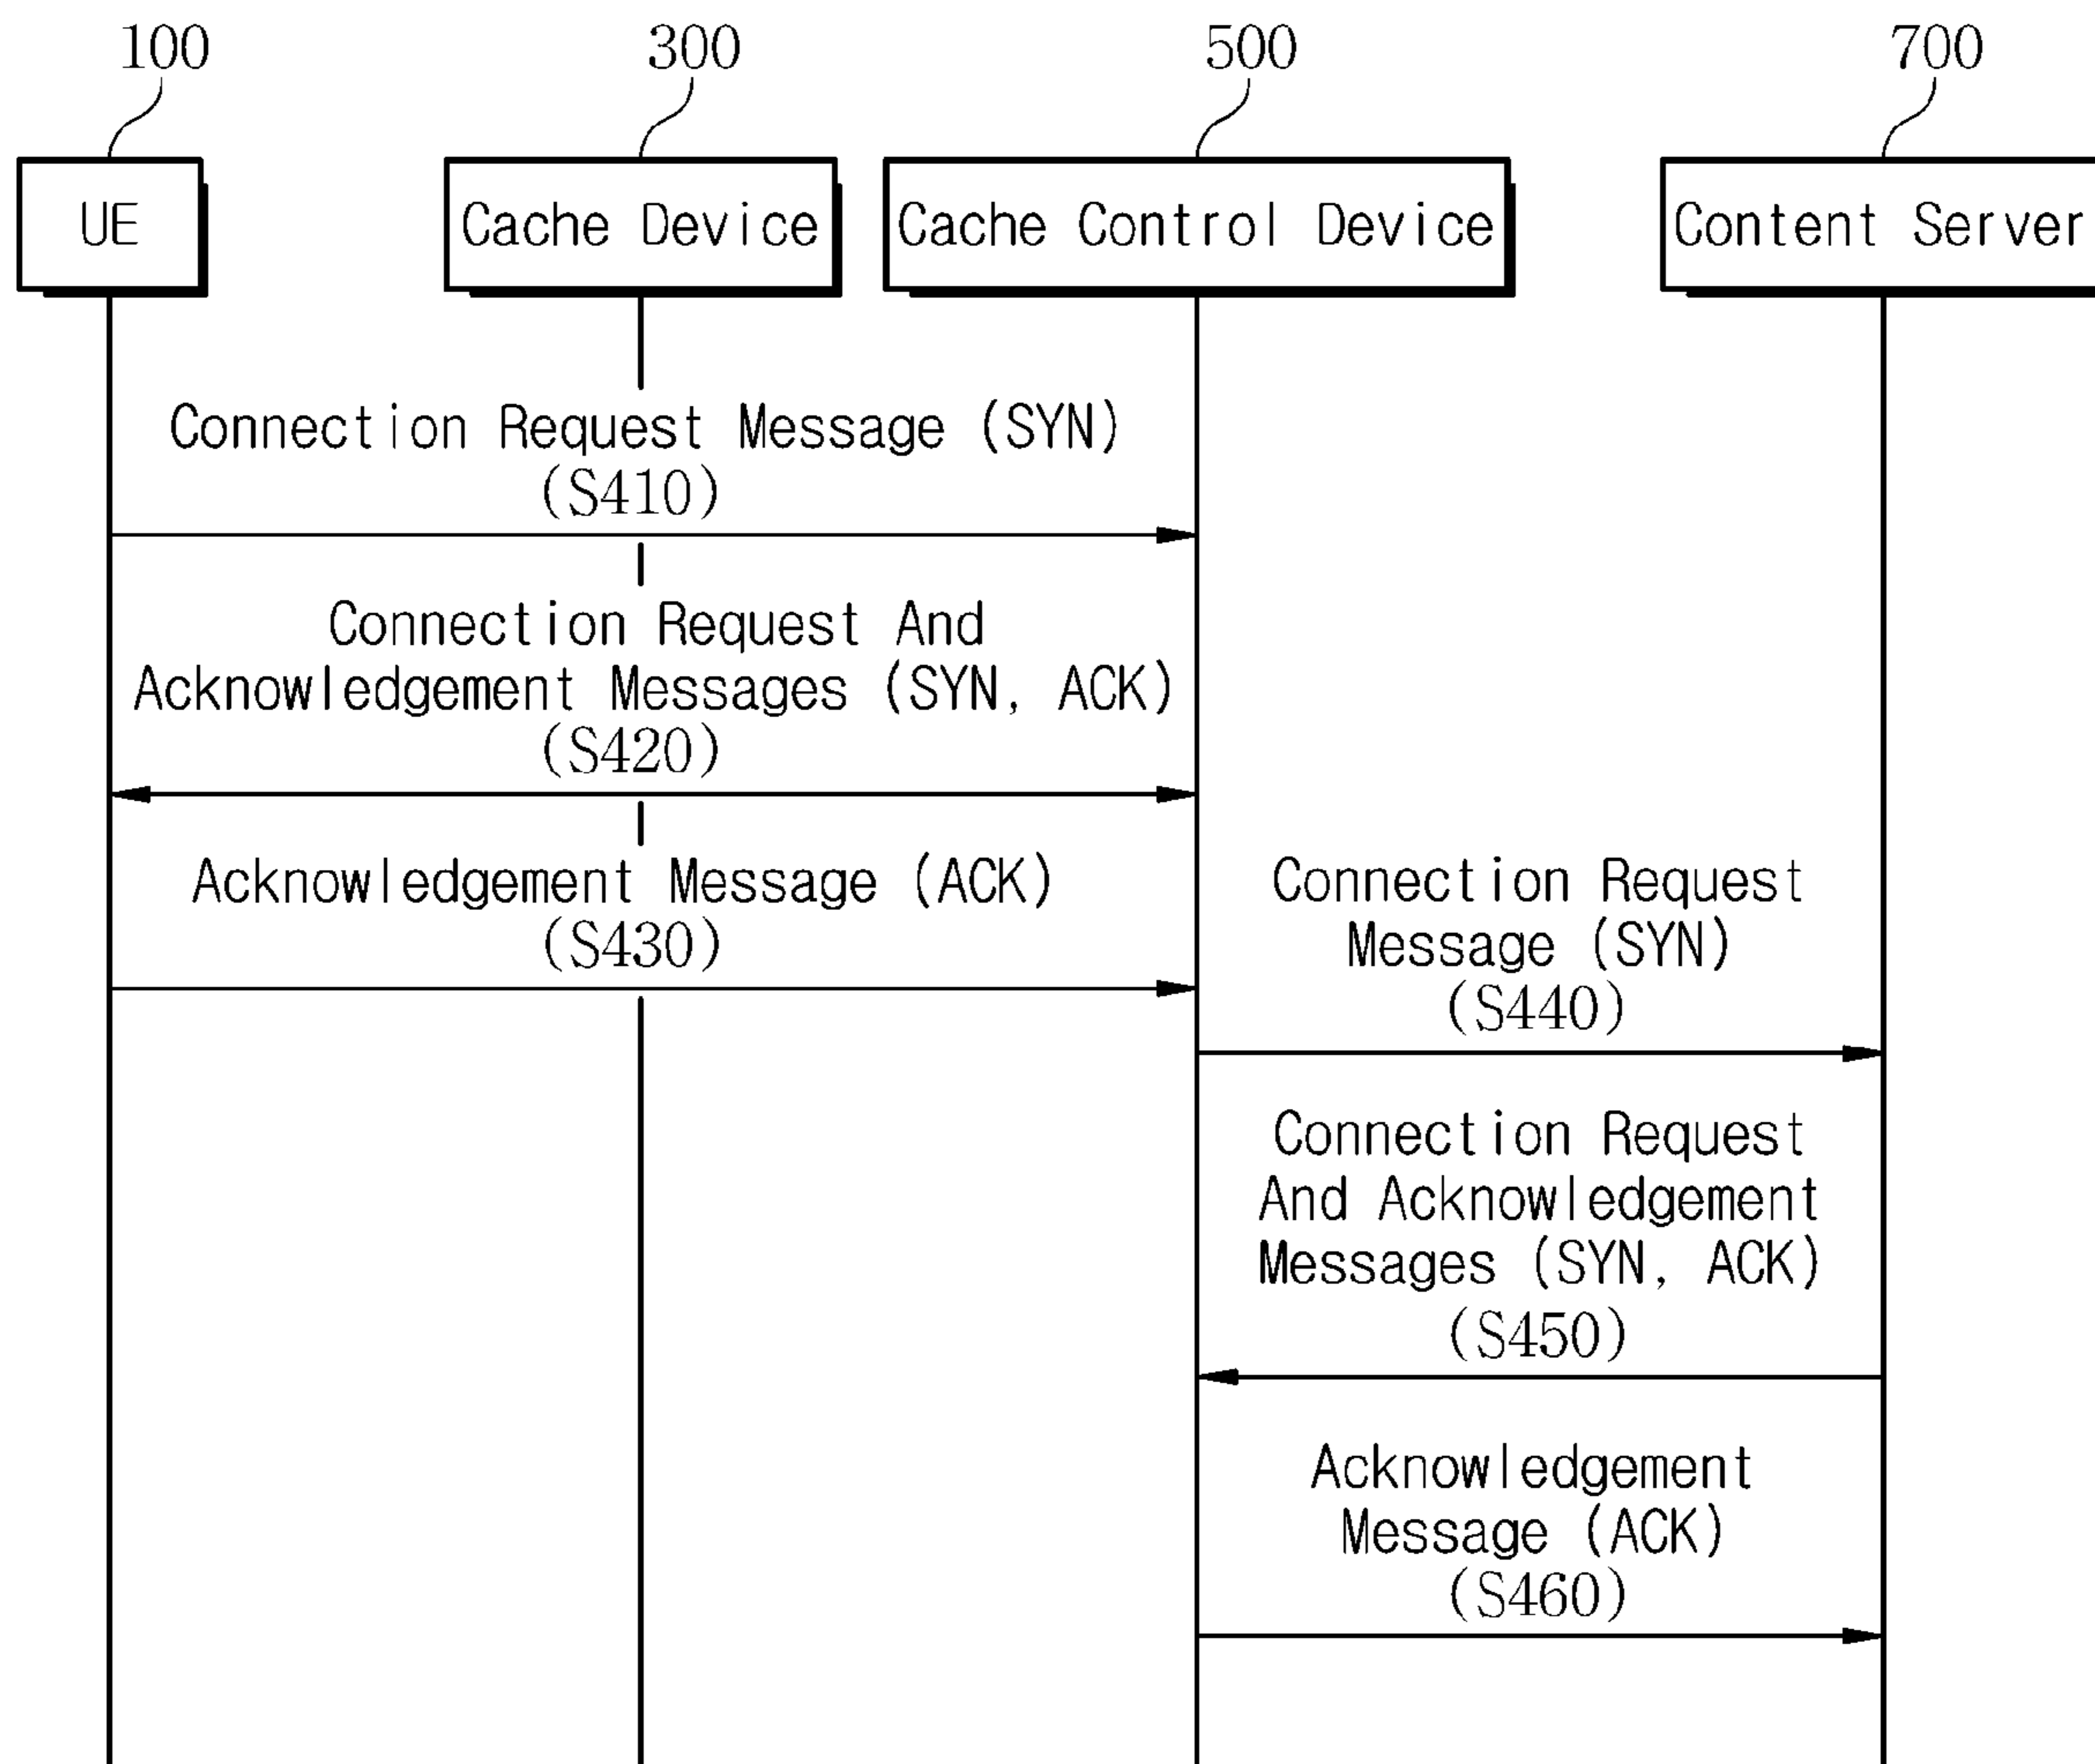 100 300 500 700
UE Cache Device Cache Control Device Content Server
Connection Request Message (SYN)
(S410)
Connection Request And
Acknowledgement Messages (SYN, ACK)
(S420)
Acknowledgement Message (ACK)
(S430)
Connection Request
Message (SYN)
(S440)
Connection Request
And Acknowledgement
Messages (SYN, ACK)
(S450)
Acknowledgement
Message (ACK)
(S460)